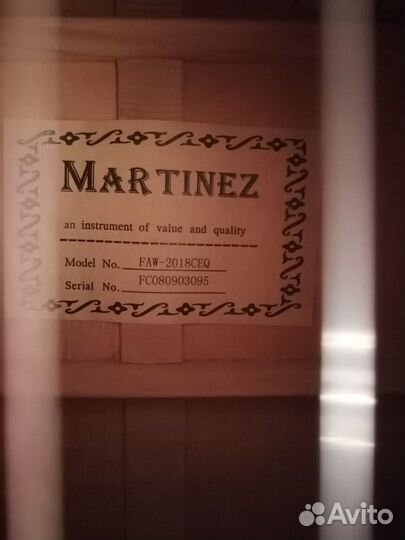 MARTINEZ
an instrument of value and quality
Model No. FAW-2018CEQ
Serial No. FC080903095
Avito